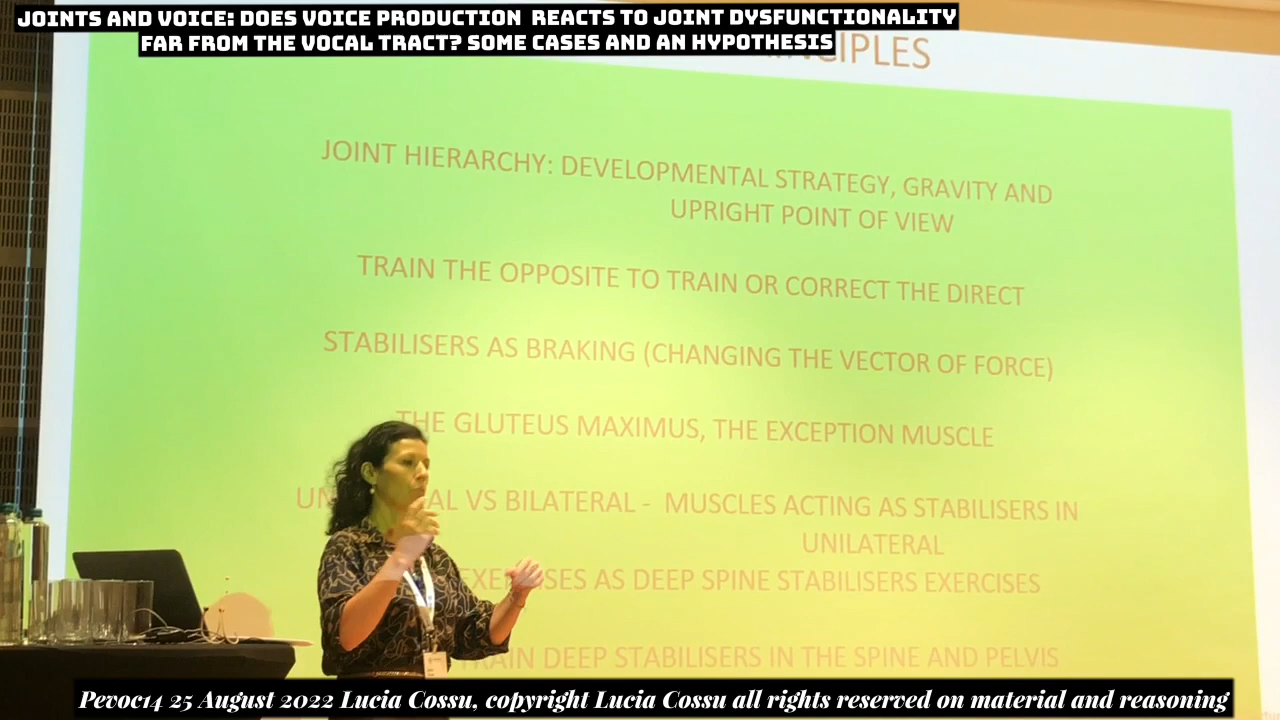 JOINTS AND VOICE: DOES VOICE PRODUCTION REACTS TO JOINT DYSFUNCTIONALITY
FAR FROM THE VOCAL TRACT? SOME CASES AND AN HYPOTHESIS
JOINT HIERARCHY: DEVELOPMENTAL STRATEGY, GRAVITY AND
UPRIGHT POINT OF VIEW
TRAIN THE OPPOSITE TO TRAIN OR CORRECT THE DIRECT
STABILISERS AS BRAKING (CHANGING THE VECTOR OF FORCE)
THE GLUTEUS MAXIMUS, THE EXCEPTION MUSCLE
VS BILATERAL - MUSCLES ACTING AS STABILISERS IN
UNILATERAL
EXERCISES AS DEEP SPINE STABILISERS EXERCISES
TRAIN DEEP STABILISERS IN THE SPINE AND PELVIS
Pevoc14 25 August 2022 Lucia Cossu, copyright Lucia Cossu all rights reserved on material and reasoning